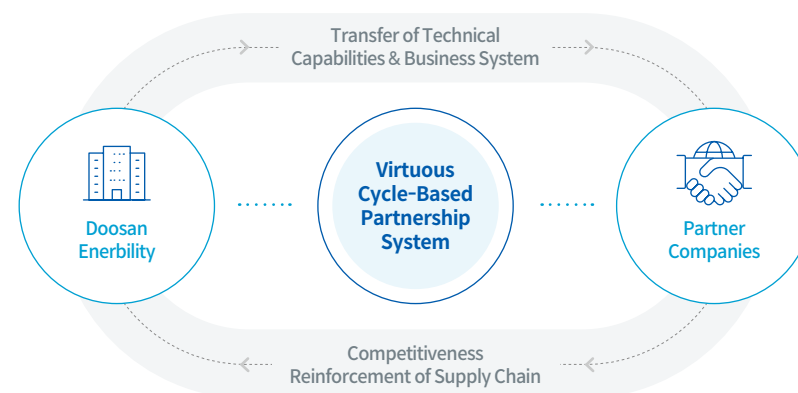 Transfer of Technical
Capabilities & Business System
Doosan
Enerbility
Virtuous
Cycle-Based
Partnership
System
Partner
Companies
Competitiveness
Reinforcement of Supply Chain